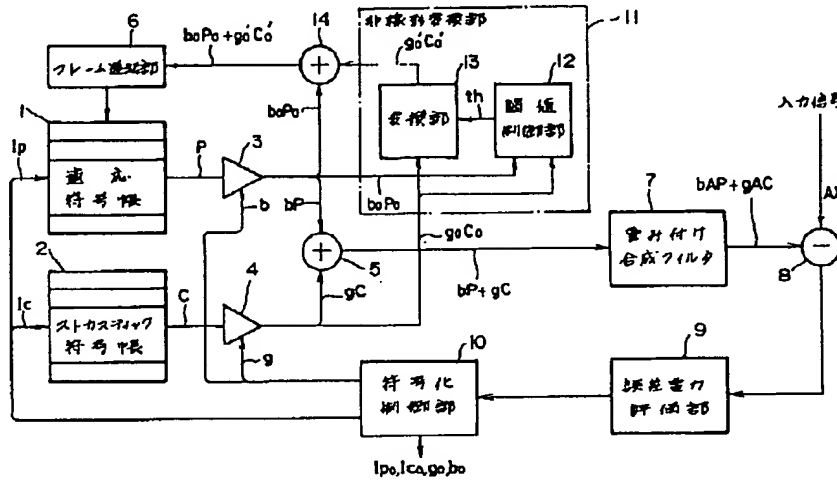 6
フレーム遅延部
boPo+go'Co'
14
非線形変換部
11
go'Co'
13
12
変換部
th
閾値
制御部
入力信号
1
Ip
適応
符号帳
P
3
boPo
b
bP
boPo
goCo
7
重み付け
合成フィルタ
bAP+gAC
8
2
Ic
ストカスティック
符号帳
C
4
5
gC
bP+gC
g
10
符号化
制御部
9
誤差電力
評価部
Ipo,Ico,go,bo